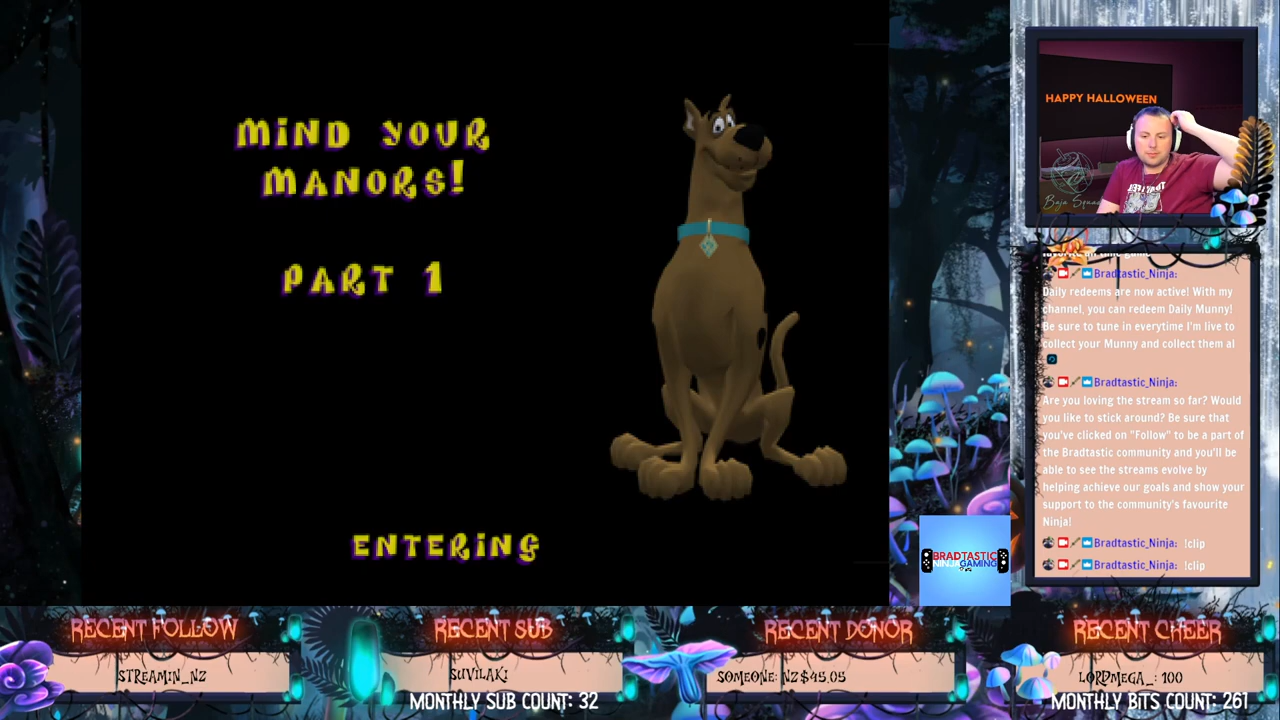 MIND YOUR
MANORS!
PART 1
ENTERING
HAPPY HALLOWEEN
Baja Squad
Bradtastic_Ninja:
Daily redeems are now active! With my
channel, you can redeem Daily Munny!
Be sure to tune in everytime I'm live to
collect your Munny and collect them al
Bradtastic_Ninja:
Are you loving the stream so far? Would
you like to stick around? Be sure that
you've clicked on "Follow" to be a part of
the Bradtastic community and you'll be
able to see the streams evolve by
helping achieve our goals and show your
support to the community's favourite
Ninja!
Bradtastic_Ninja: !clip
Bradtastic_Ninja: !clip
BRADTASTIC
NINJAGAMING
RECENT FOLLOW
STREAMIN_NZ
RECENT SUB
SUVILAKI
MONTHLY SUB COUNT: 32
RECENT DONOR
SOMEONE: NZ$45.05
RECENT CHEER
LORDMEGA_: 100
MONTHLY BITS COUNT: 261